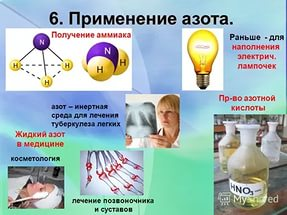 6. Применение азота.
Получение аммиака
N
H
H
H
Раньше - для
наполнения
электрич.
лампочек
азот – инертная
среда для лечения
туберкулеза легких
Пр-во азотной
кислоты
Жидкий азот
в медицине
косметология
лечение позвоночника
и суставов
HNO₃
MyShared